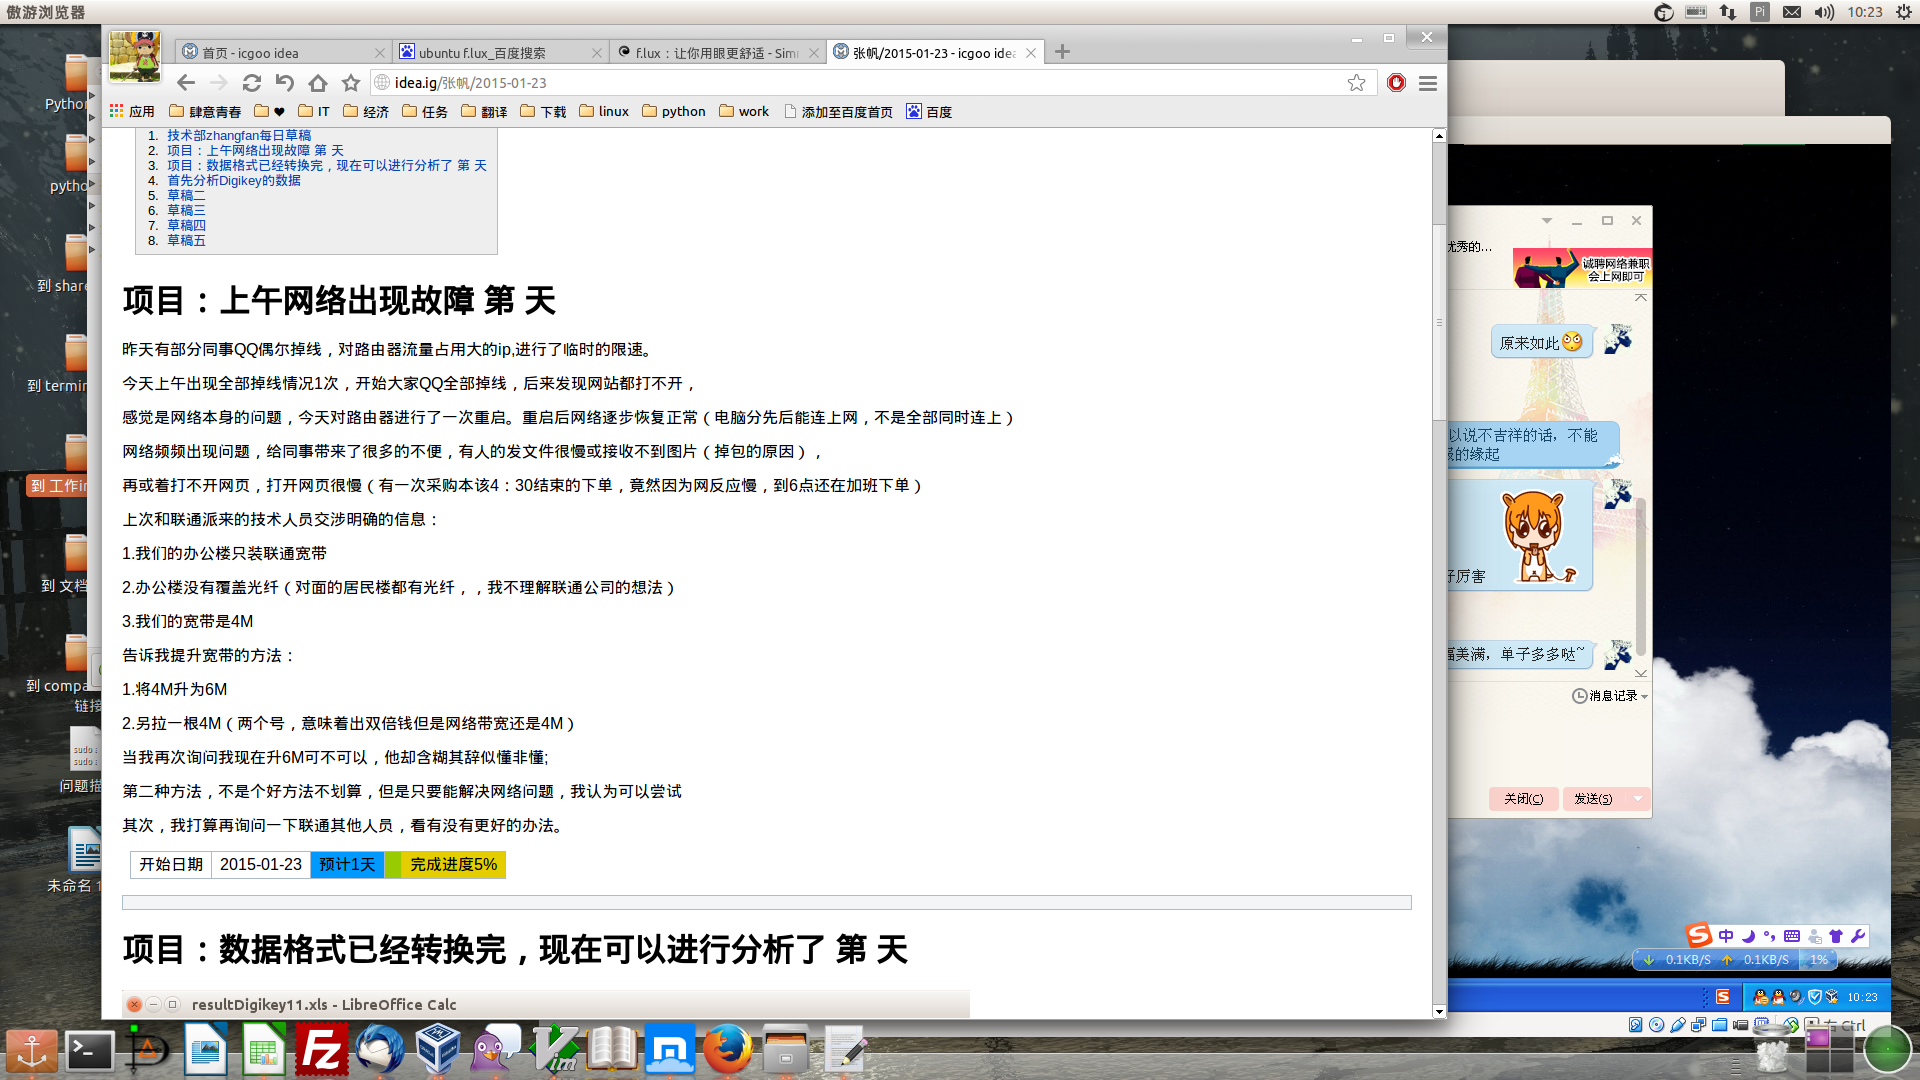 傲游浏览器
Pi
10:23
首页 - icgoo idea
ubuntu f.lux_百度搜索
f.lux：让你用眼更舒适 - Sim
张帆/2015-01-23 - icgoo idea
idea.ig/张帆/2015-01-23
应用
肆意青春
♥
IT
经济
任务
翻译
下载
linux
python
work
添加至百度首页
百度
1. 技术部zhangfan每日草稿
2. 项目：上午网络出现故障 第 天
3. 项目：数据格式已经转换完，现在可以进行分析了 第 天
4. 首先分析Digikey的数据
5. 草稿二
6. 草稿三
7. 草稿四
8. 草稿五
项目：上午网络出现故障 第 天
昨天有部分同事QQ偶尔掉线，对路由器流量占用大的ip,进行了临时的限速。
今天上午出现全部掉线情况1次，开始大家QQ全部掉线，后来发现网站都打不开，
感觉是网络本身的问题，今天对路由器进行了一次重启。重启后网络逐步恢复正常（电脑分先后能连上网，不是全部同时连上）
网络频频出现问题，给同事带来了很多的不便，有人的发文件很慢或接收不到图片（掉包的原因），
再或着打不开网页，打开网页很慢（有一次采购本该4：30结束的下单，竟然因为网反应慢，到6点还在加班下单）
上次和联通派来的技术人员交涉明确的信息：
1.我们的办公楼只装联通宽带
2.办公楼没有覆盖光纤（对面的居民楼都有光纤，，我不理解联通公司的想法）
3.我们的宽带是4M
告诉我提升宽带的方法：
1.将4M升为6M
2.另拉一根4M（两个号，意味着出双倍钱但是网络带宽还是4M）
当我再次询问我现在升6M可不可以，他却含糊其辞似懂非懂;
第二种方法，不是个好方法不划算，但是只要能解决网络问题，我认为可以尝试
其次，我打算再询问一下联通其他人员，看有没有更好的办法。
开始日期 2015-01-23 预计1天 完成进度5%
项目：数据格式已经转换完，现在可以进行分析了 第 天
resultDigikey11.xls - LibreOffice Calc
Python
pytho
到 share
到 termin
到 工作in
到 文档
到 compa
链接
sudo
sudo
问题描
未命名 1
优秀的...
诚聘网络兼职
会上网即可
原来如此
以说不吉祥的话，不能
的缘起
厉害
福美满，单子多多哒~
消息记录
关闭(C)
发送(S)
中
0.1KB/S
0.1KB/S
1%
10:23
右 Ctrl